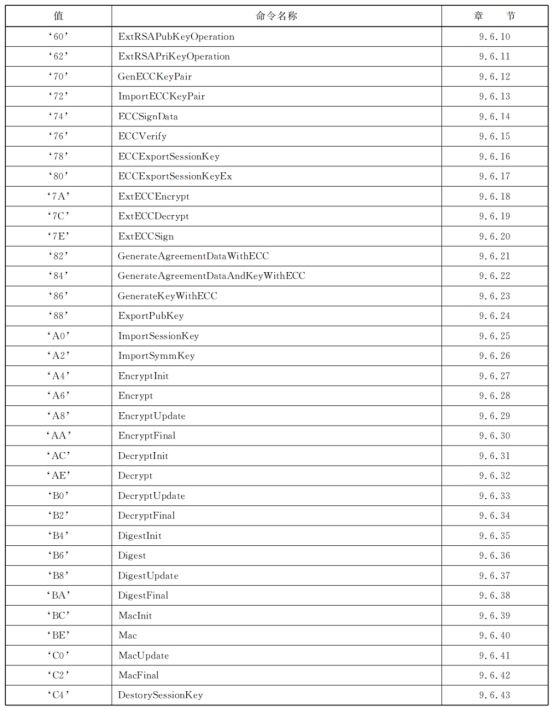 值 命令名称 章 节
‘60’ ExtRSAPubKeyOperation 9.6.10
‘62’ ExtRSAPriKeyOperation 9.6.11
‘70’ GenECCKeyPair 9.6.12
‘72’ ImportECCKeyPair 9.6.13
‘74’ ECCSignData 9.6.14
‘76’ ECCVerify 9.6.15
‘78’ ECCExportSessionKey 9.6.16
‘80’ ECCExportSessionKeyEx 9.6.17
‘7A’ ExtECCEncrypt 9.6.18
‘7C’ ExtECCDecrypt 9.6.19
‘7E’ ExtECCSign 9.6.20
‘82’ GenerateAgreementDataWithECC 9.6.21
‘84’ GenerateAgreementDataAndKeyWithECC 9.6.22
‘86’ GenerateKeyWithECC 9.6.23
‘88’ ExportPubKey 9.6.24
‘A0’ ImportSessionKey 9.6.25
‘A2’ ImportSymmKey 9.6.26
‘A4’ EncryptInit 9.6.27
‘A6’ Encrypt 9.6.28
‘A8’ EncryptUpdate 9.6.29
‘AA’ EncryptFinal 9.6.30
‘AC’ DecryptInit 9.6.31
‘AE’ Decrypt 9.6.32
‘B0’ DecryptUpdate 9.6.33
‘B2’ DecryptFinal 9.6.34
‘B4’ DigestInit 9.6.35
‘B6’ Digest 9.6.36
‘B8’ DigestUpdate 9.6.37
‘BA’ DigestFinal 9.6.38
‘BC’ MacInit 9.6.39
‘BE’ Mac 9.6.40
‘C0’ MacUpdate 9.6.41
‘C2’ MacFinal 9.6.42
‘C4’ DestorySessionKey 9.6.43